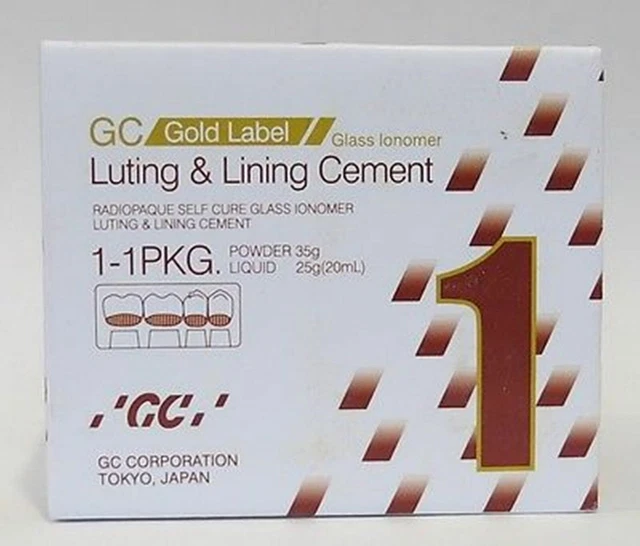 GC Gold Label Glass Ionomer
Luting & Lining Cement
RADIOPAQUE SELF CURE GLASS IONOMER
LUTING & LINING CEMENT
1-1PKG. POWDER 35g
LIQUID 25g(20mL)
1
'GC.'
GC CORPORATION
TOKYO, JAPAN